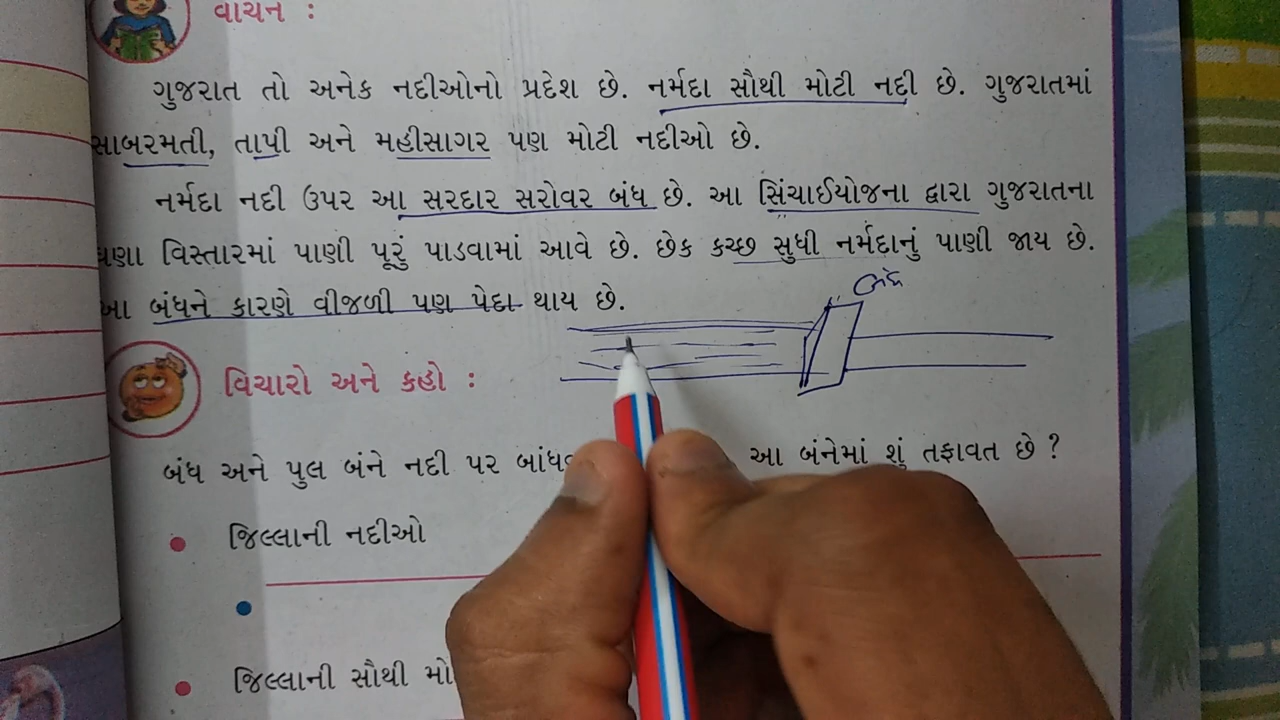 વાચન :
ગુજરાત તો અનેક નદીઓનો પ્રદેશ છે. નર્મદા સૌથી મોટી નદી છે. ગુજરાતમાં
સાબરમતી, તાપી અને મહીસાગર પણ મોટી નદીઓ છે.
નર્મદા નદી ઉપર આ સરદાર સરોવર બંધ છે. આ સિંચાઈયોજના દ્વારા ગુજરાતના
ઘણા વિસ્તારમાં પાણી પૂરું પાડવામાં આવે છે. છેક કચ્છ સુધી નર્મદાનું પાણી જાય છે.
બંધ
આ બંધને કારણે વીજળી પણ પેદા થાય છે.
વિચારો અને કહો :
બંધ અને પુલ બંને નદી પર આ બંનેમાં શું તફાવત છે ?
જિલ્લાની નદીઓ
જિલ્લાની સૌથી